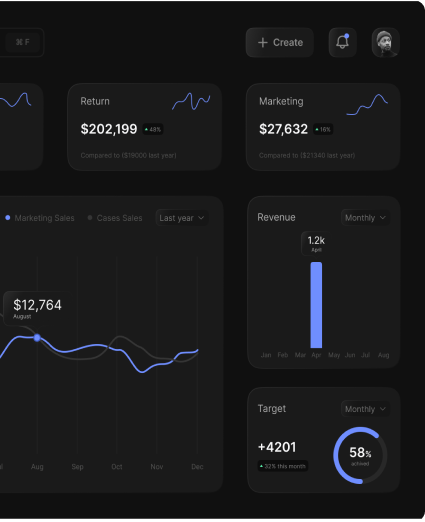 ⌘ F
+ Create
Return
$202,199 48%
Compared to ($19000 last year)
Marketing
$27,632 16%
Compared to ($21340 last year)
Marketing Sales Cases Sales Last year
$12,764
August
Aug Sep Oct Nov Dec
Revenue Monthly
1.2k
April
Jan Feb Mar Apr May Jun Jul Aug
Target Monthly
+4201
32% this month
58%
achived